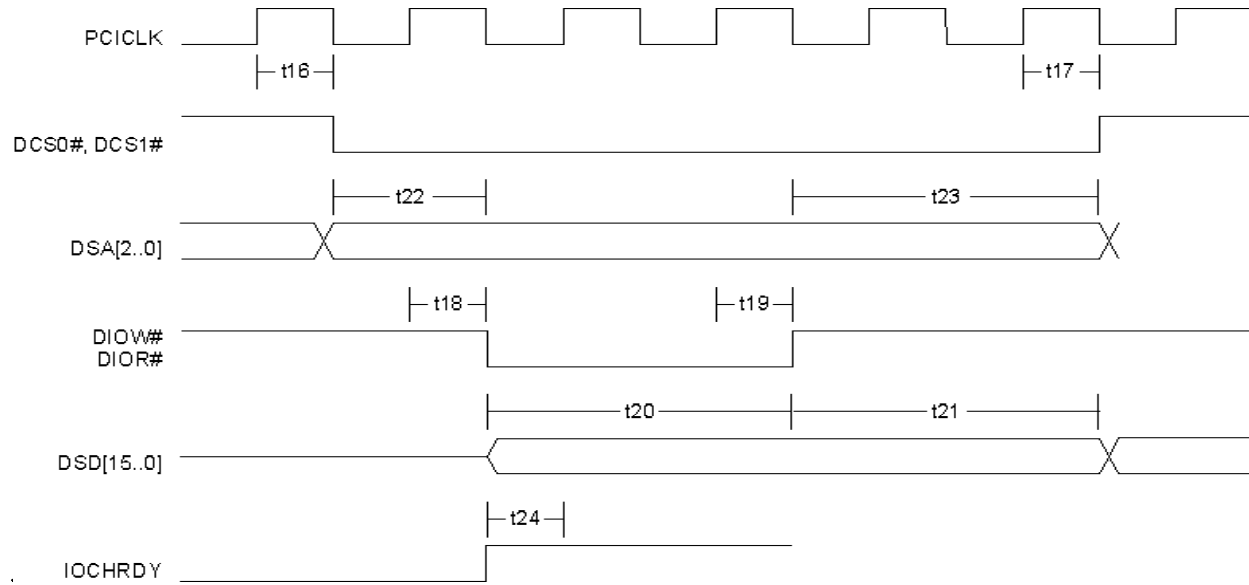 PCICLK
t16
t17
DCS0#, DCS1#
t22
t23
DSA[2..0]
t18
t19
DIOW#
DIOR#
t20
t21
DSD[15..0]
t24
IOCHRDY